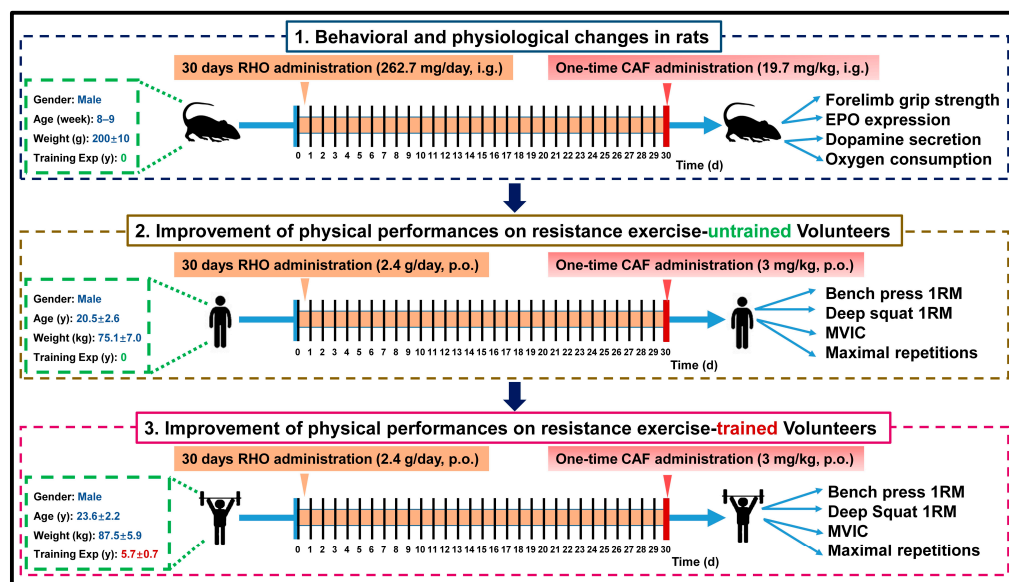 1. Behavioral and physiological changes in rats
30 days RHO administration (262.7 mg/day, i.g.)
One-time CAF administration (19.7 mg/kg, i.g.)
Gender: Male
Age (week): 8–9
Weight (g): 200±10
Training Exp (y): 0
Forelimb grip strength
EPO expression
Dopamine secretion
Oxygen consumption
0 1 2 3 4 5 6 7 8 9 10 11 12 13 14 15 16 17 18 19 20 21 22 23 24 25 26 27 28 29 30
Time (d)
2. Improvement of physical performances on resistance exercise-untrained Volunteers
30 days RHO administration (2.4 g/day, p.o.)
One-time CAF administration (3 mg/kg, p.o.)
Gender: Male
Age (y): 20.5±2.6
Weight (kg): 75.1±7.0
Training Exp (y): 0
Bench press 1RM
Deep squat 1RM
MVIC
Maximal repetitions
0 1 2 3 4 5 6 7 8 9 10 11 12 13 14 15 16 17 18 19 20 21 22 23 24 25 26 27 28 29 30
Time (d)
3. Improvement of physical performances on resistance exercise-trained Volunteers
30 days RHO administration (2.4 g/day, p.o.)
One-time CAF administration (3 mg/kg, p.o.)
Gender: Male
Age (y): 23.6±2.2
Weight (kg): 87.5±5.9
Training Exp (y): 5.7±0.7
Bench press 1RM
Deep Squat 1RM
MVIC
Maximal repetitions
0 1 2 3 4 5 6 7 8 9 10 11 12 13 14 15 16 17 18 19 20 21 22 23 24 25 26 27 28 29 30
Time (d)